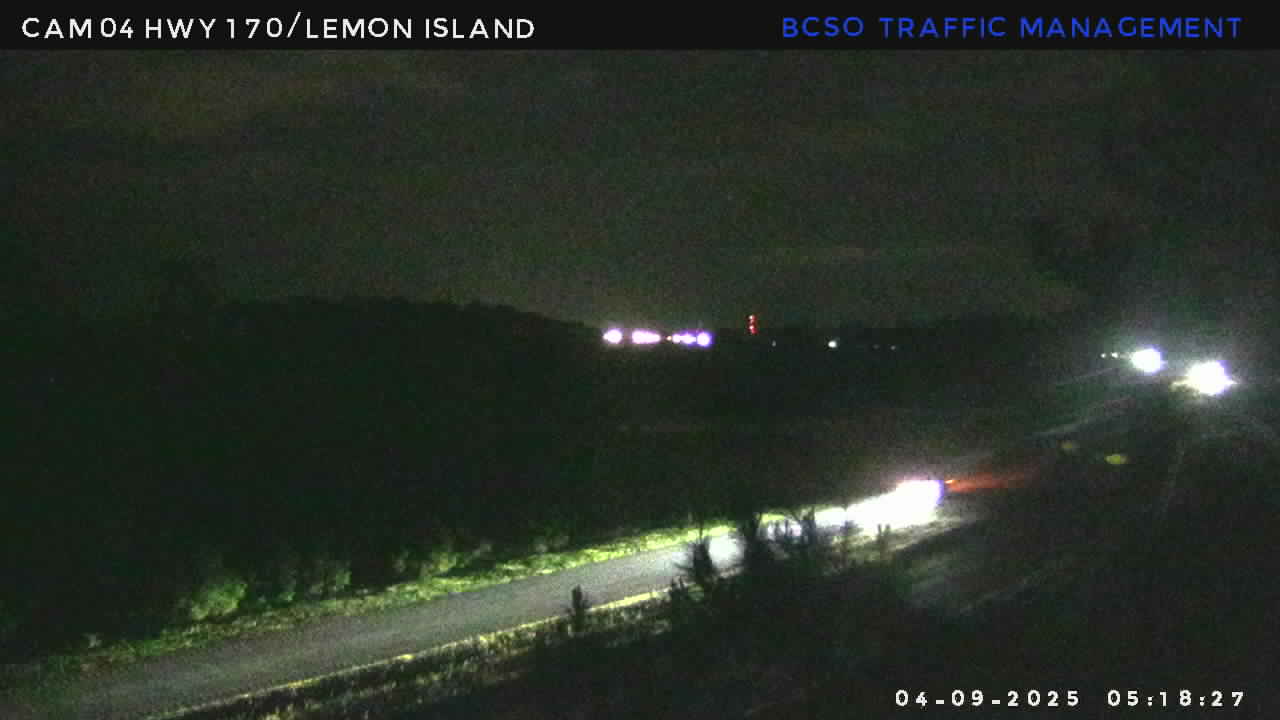 CAM04 HWY 170/LEMON ISLAND
BCSO TRAFFIC MANAGEMENT
04-09-2025 05:18:27